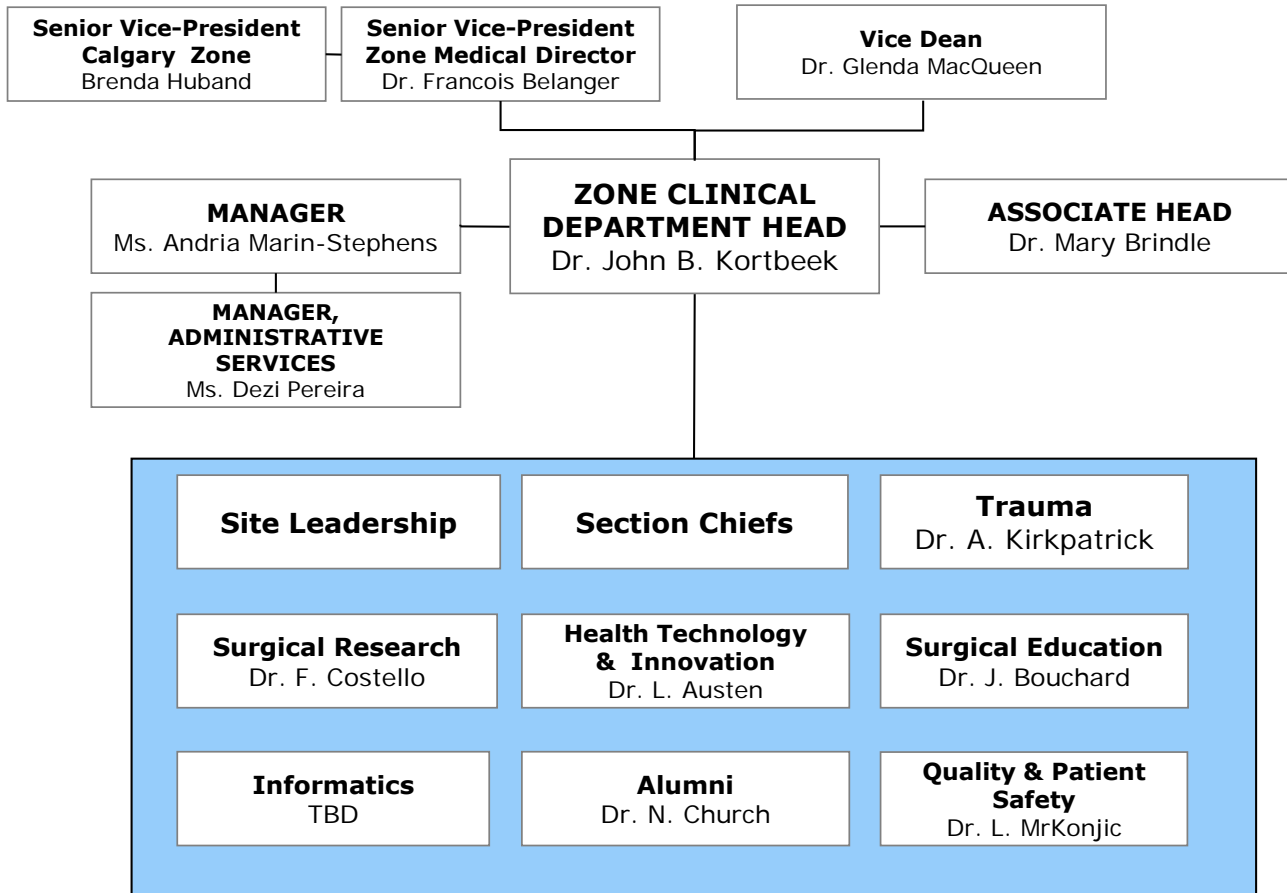 Senior Vice-President
Calgary Zone
Brenda Huband
Senior Vice-President
Zone Medical Director
Dr. Francois Belanger
Vice Dean
Dr. Glenda MacQueen
MANAGER
Ms. Andria Marin-Stephens
ZONE CLINICAL
DEPARTMENT HEAD
Dr. John B. Kortbeek
ASSOCIATE HEAD
Dr. Mary Brindle
MANAGER,
ADMINISTRATIVE
SERVICES
Ms. Dezi Pereira
Site Leadership
Section Chiefs
Trauma
Dr. A. Kirkpatrick
Surgical Research
Dr. F. Costello
Health Technology
& Innovation
Dr. L. Austen
Surgical Education
Dr. J. Bouchard
Informatics
TBD
Alumni
Dr. N. Church
Quality & Patient
Safety
Dr. L. MrKonjic